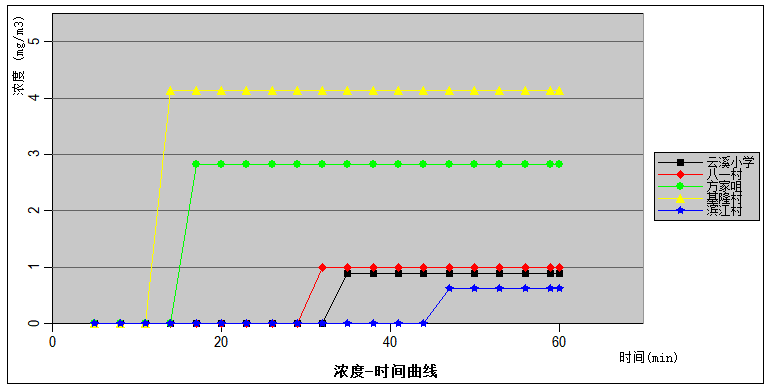 浓度 (mg/m3)
5
4
3
2
1
0
0
20
40
60
时间(min)
浓度-时间曲线
云溪小学
八一村
方家咀
基隆村
滨江村